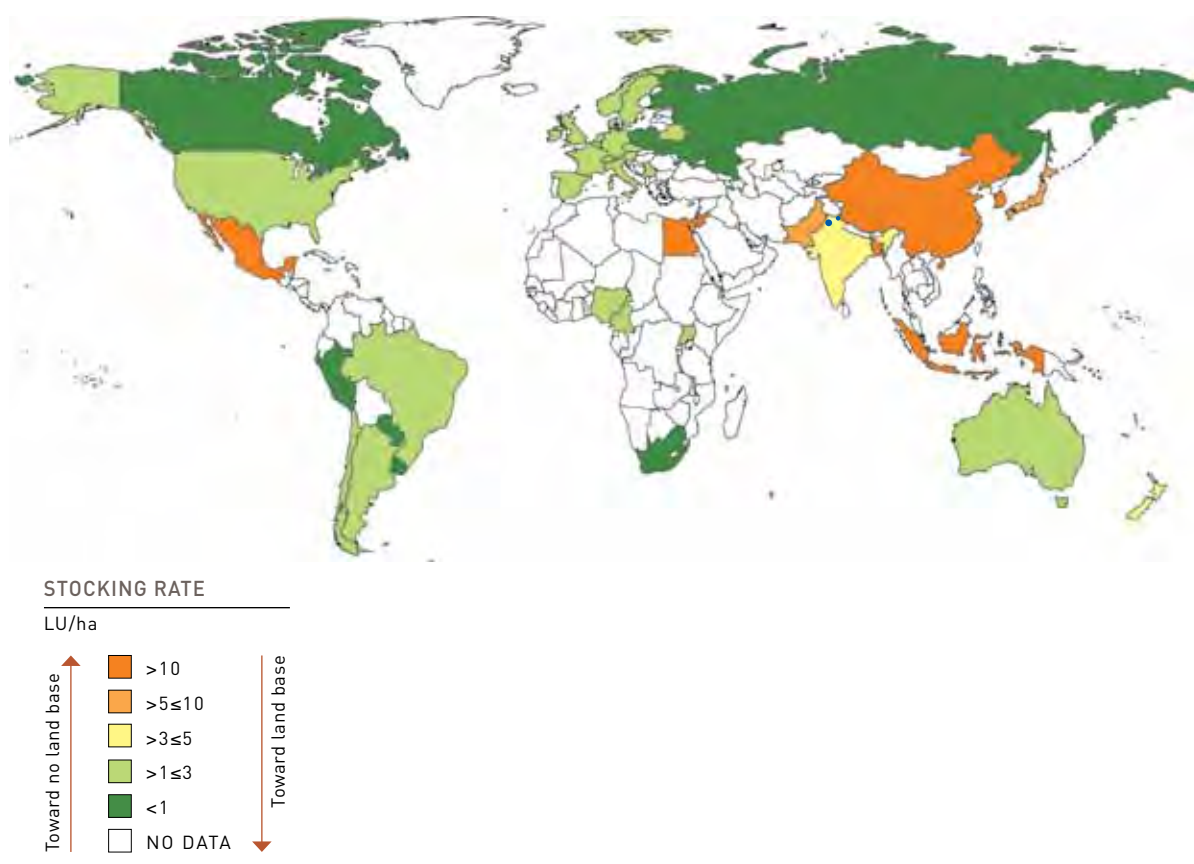 STOCKING RATE
LU/ha
Toward no land base
>10
>5≤10
>3≤5
>1≤3
<1
NO DATA
Toward land base